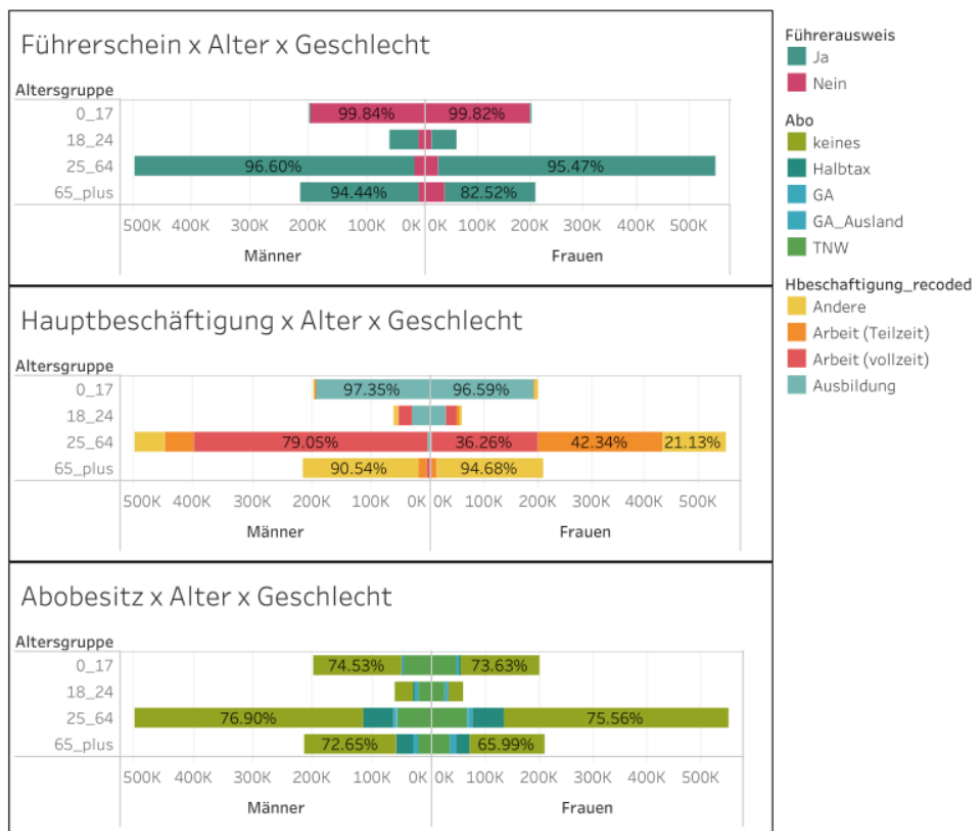 Führerschein x Alter x Geschlecht
Altersgruppe
0_17
99.84% 99.82%
18_24
25_64
96.60% 95.47%
65_plus
94.44% 82.52%
500K 400K 300K 200K 100K 0K 0K 100K 200K 300K 400K 500K
Männer Frauen
Hauptbeschäftigung x Alter x Geschlecht
Altersgruppe
0_17
97.35% 96.59%
18_24
25_64
79.05% 36.26% 42.34% 21.13%
65_plus
90.54% 94.68%
500K 400K 300K 200K 100K 0K 0K 100K 200K 300K 400K 500K
Männer Frauen
Abobesitz x Alter x Geschlecht
Altersgruppe
0_17
74.53% 73.63%
18_24
25_64
76.90% 75.56%
65_plus
72.65% 65.99%
500K 400K 300K 200K 100K 0K 0K 100K 200K 300K 400K 500K
Männer Frauen
Führerausweis
Ja
Nein
Abo
keines
Halbtax
GA
GA_Ausland
TNW
Hbeschaftigung_recoded
Andere
Arbeit (Teilzeit)
Arbeit (vollzeit)
Ausbildung